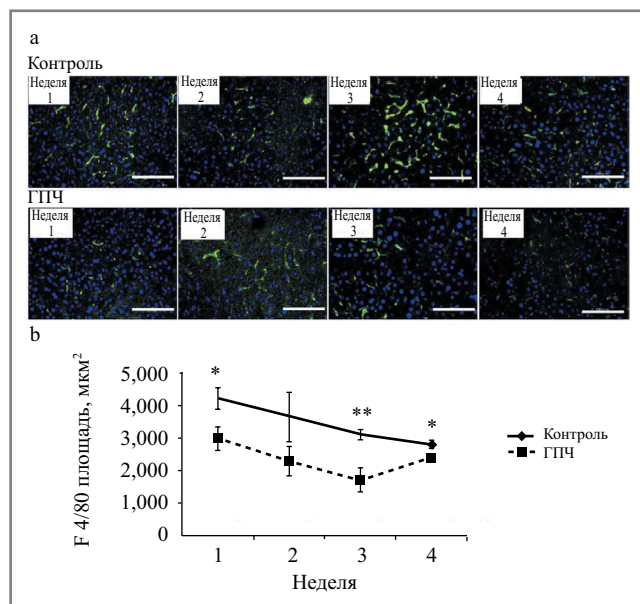 a
Контроль
Неделя
1
Неделя
2
Неделя
3
Неделя
4
ГПЧ
Неделя
1
Неделя
2
Неделя
3
Неделя
4
b
F 4/80 площадь, мкм²
5,000
4,000
3,000
2,000
1,000
0
*
**
*
1 2 3 4
Неделя
Контроль
ГПЧ